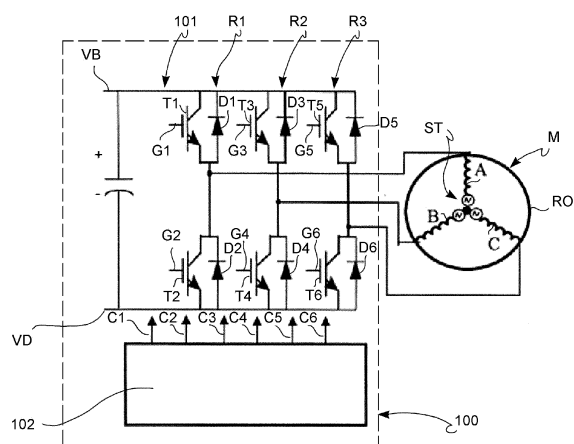 101 R1 R2 R3
VB
T1 D1 T3 D3 T5
G1 G3 G5 D5
ST M
+
-
A
RO
B
C
G2 D2 G4 D4 G6 D6
T2 T4 T6
VD C1 C2 C3 C4 C5 C6
102
100